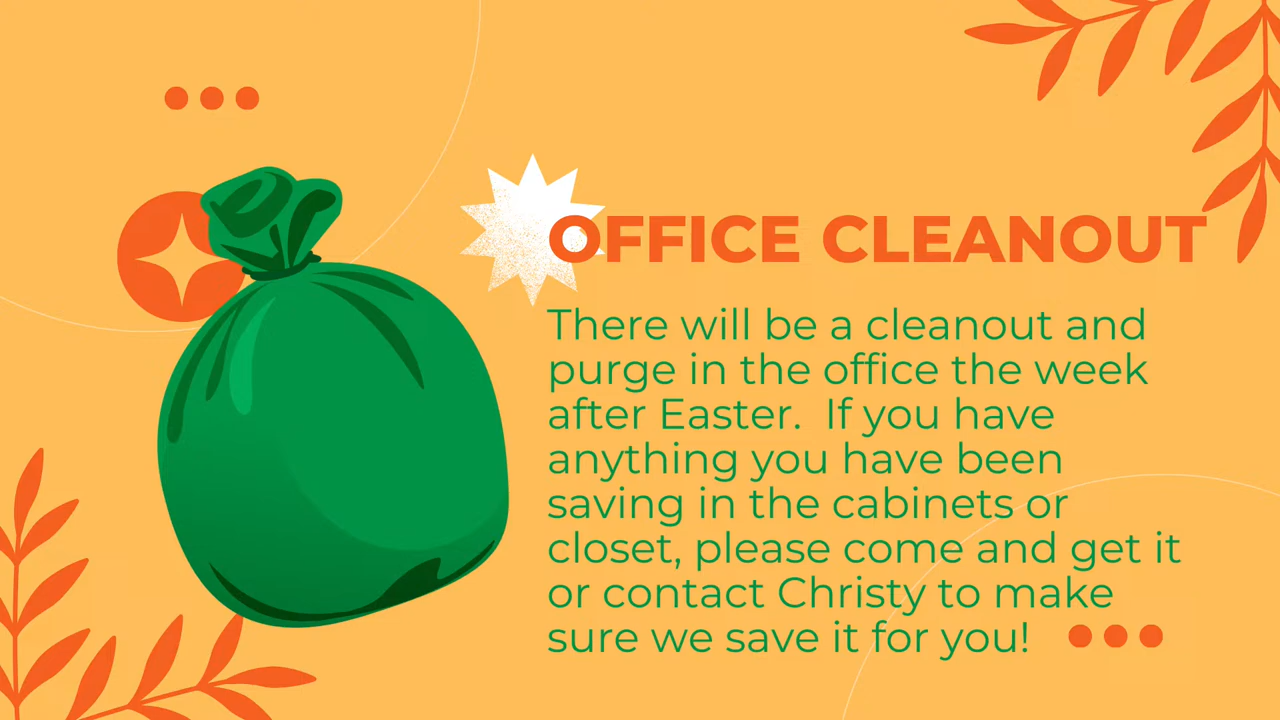 OFFICE CLEANOUT
There will be a cleanout and
purge in the office the week
after Easter.  If you have
anything you have been
saving in the cabinets or
closet, please come and get it
or contact Christy to make
sure we save it for you!